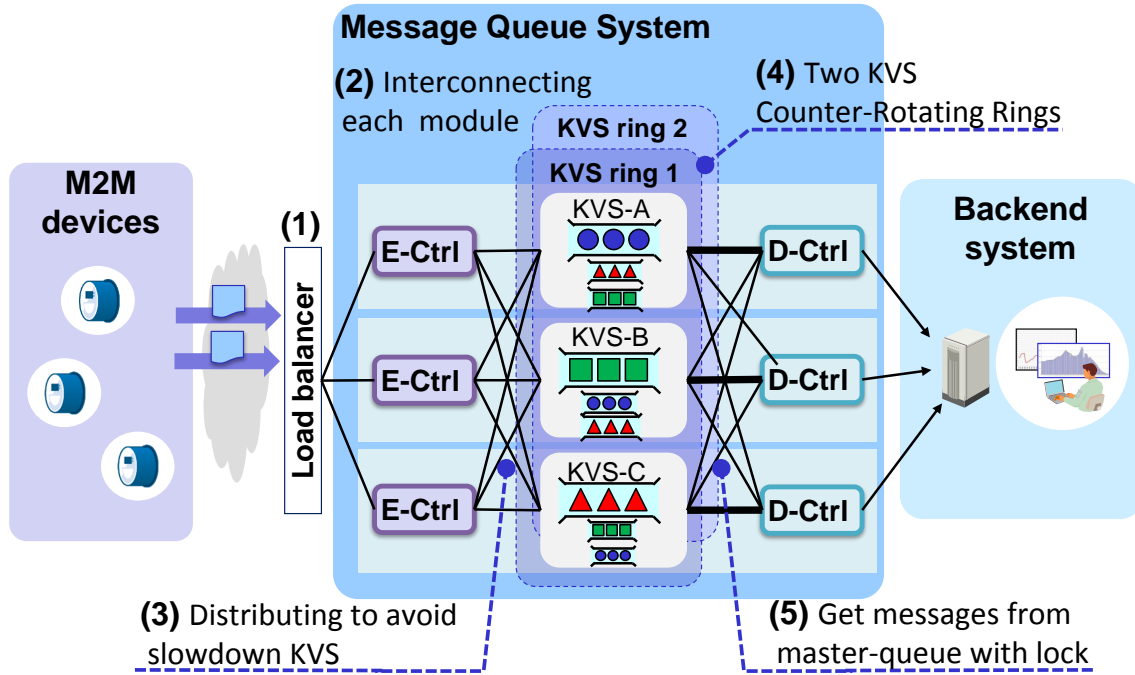 Message Queue System
(2) Interconnecting
each module
(4) Two KVS
Counter-Rotating Rings
KVS ring 2
KVS ring 1
M2M
devices
(1)
Load balancer
E-Ctrl
E-Ctrl
E-Ctrl
KVS-A
KVS-B
KVS-C
D-Ctrl
D-Ctrl
D-Ctrl
Backend
system
(3) Distributing to avoid
slowdown KVS
(5) Get messages from
master-queue with lock